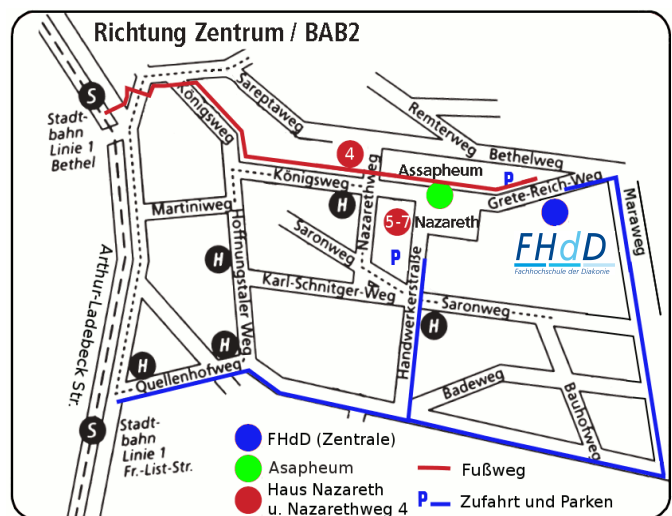 Richtung Zentrum / BAB2
S
Stadt-
bahn
Linie 1
Bethel
Königsweg
Sareptaweg
Remterweg
Bethelweg
4
Assapheum
P
Grete-Reich-Weg
Maraweg
Königsweg
H
Nazarethweg
5-7
Nazareth
P
FHdD
Fachhochschule der Diakonie
Martiniweg
Hoffnungstaler Weg
H
Saronweg
Karl-Schnitger-Weg
Handwerkerstraße
Saronweg
H
Arthur-Ladebeck Str.
H
H
Quellenhofweg
Badeweg
Bauhofweg
S
Stadt-
bahn
Linie 1
Fr.-List-Str.
FHdD (Zentrale)
Asapheum
Haus Nazareth
u. Nazarethweg 4
Fußweg
P Zufahrt und Parken